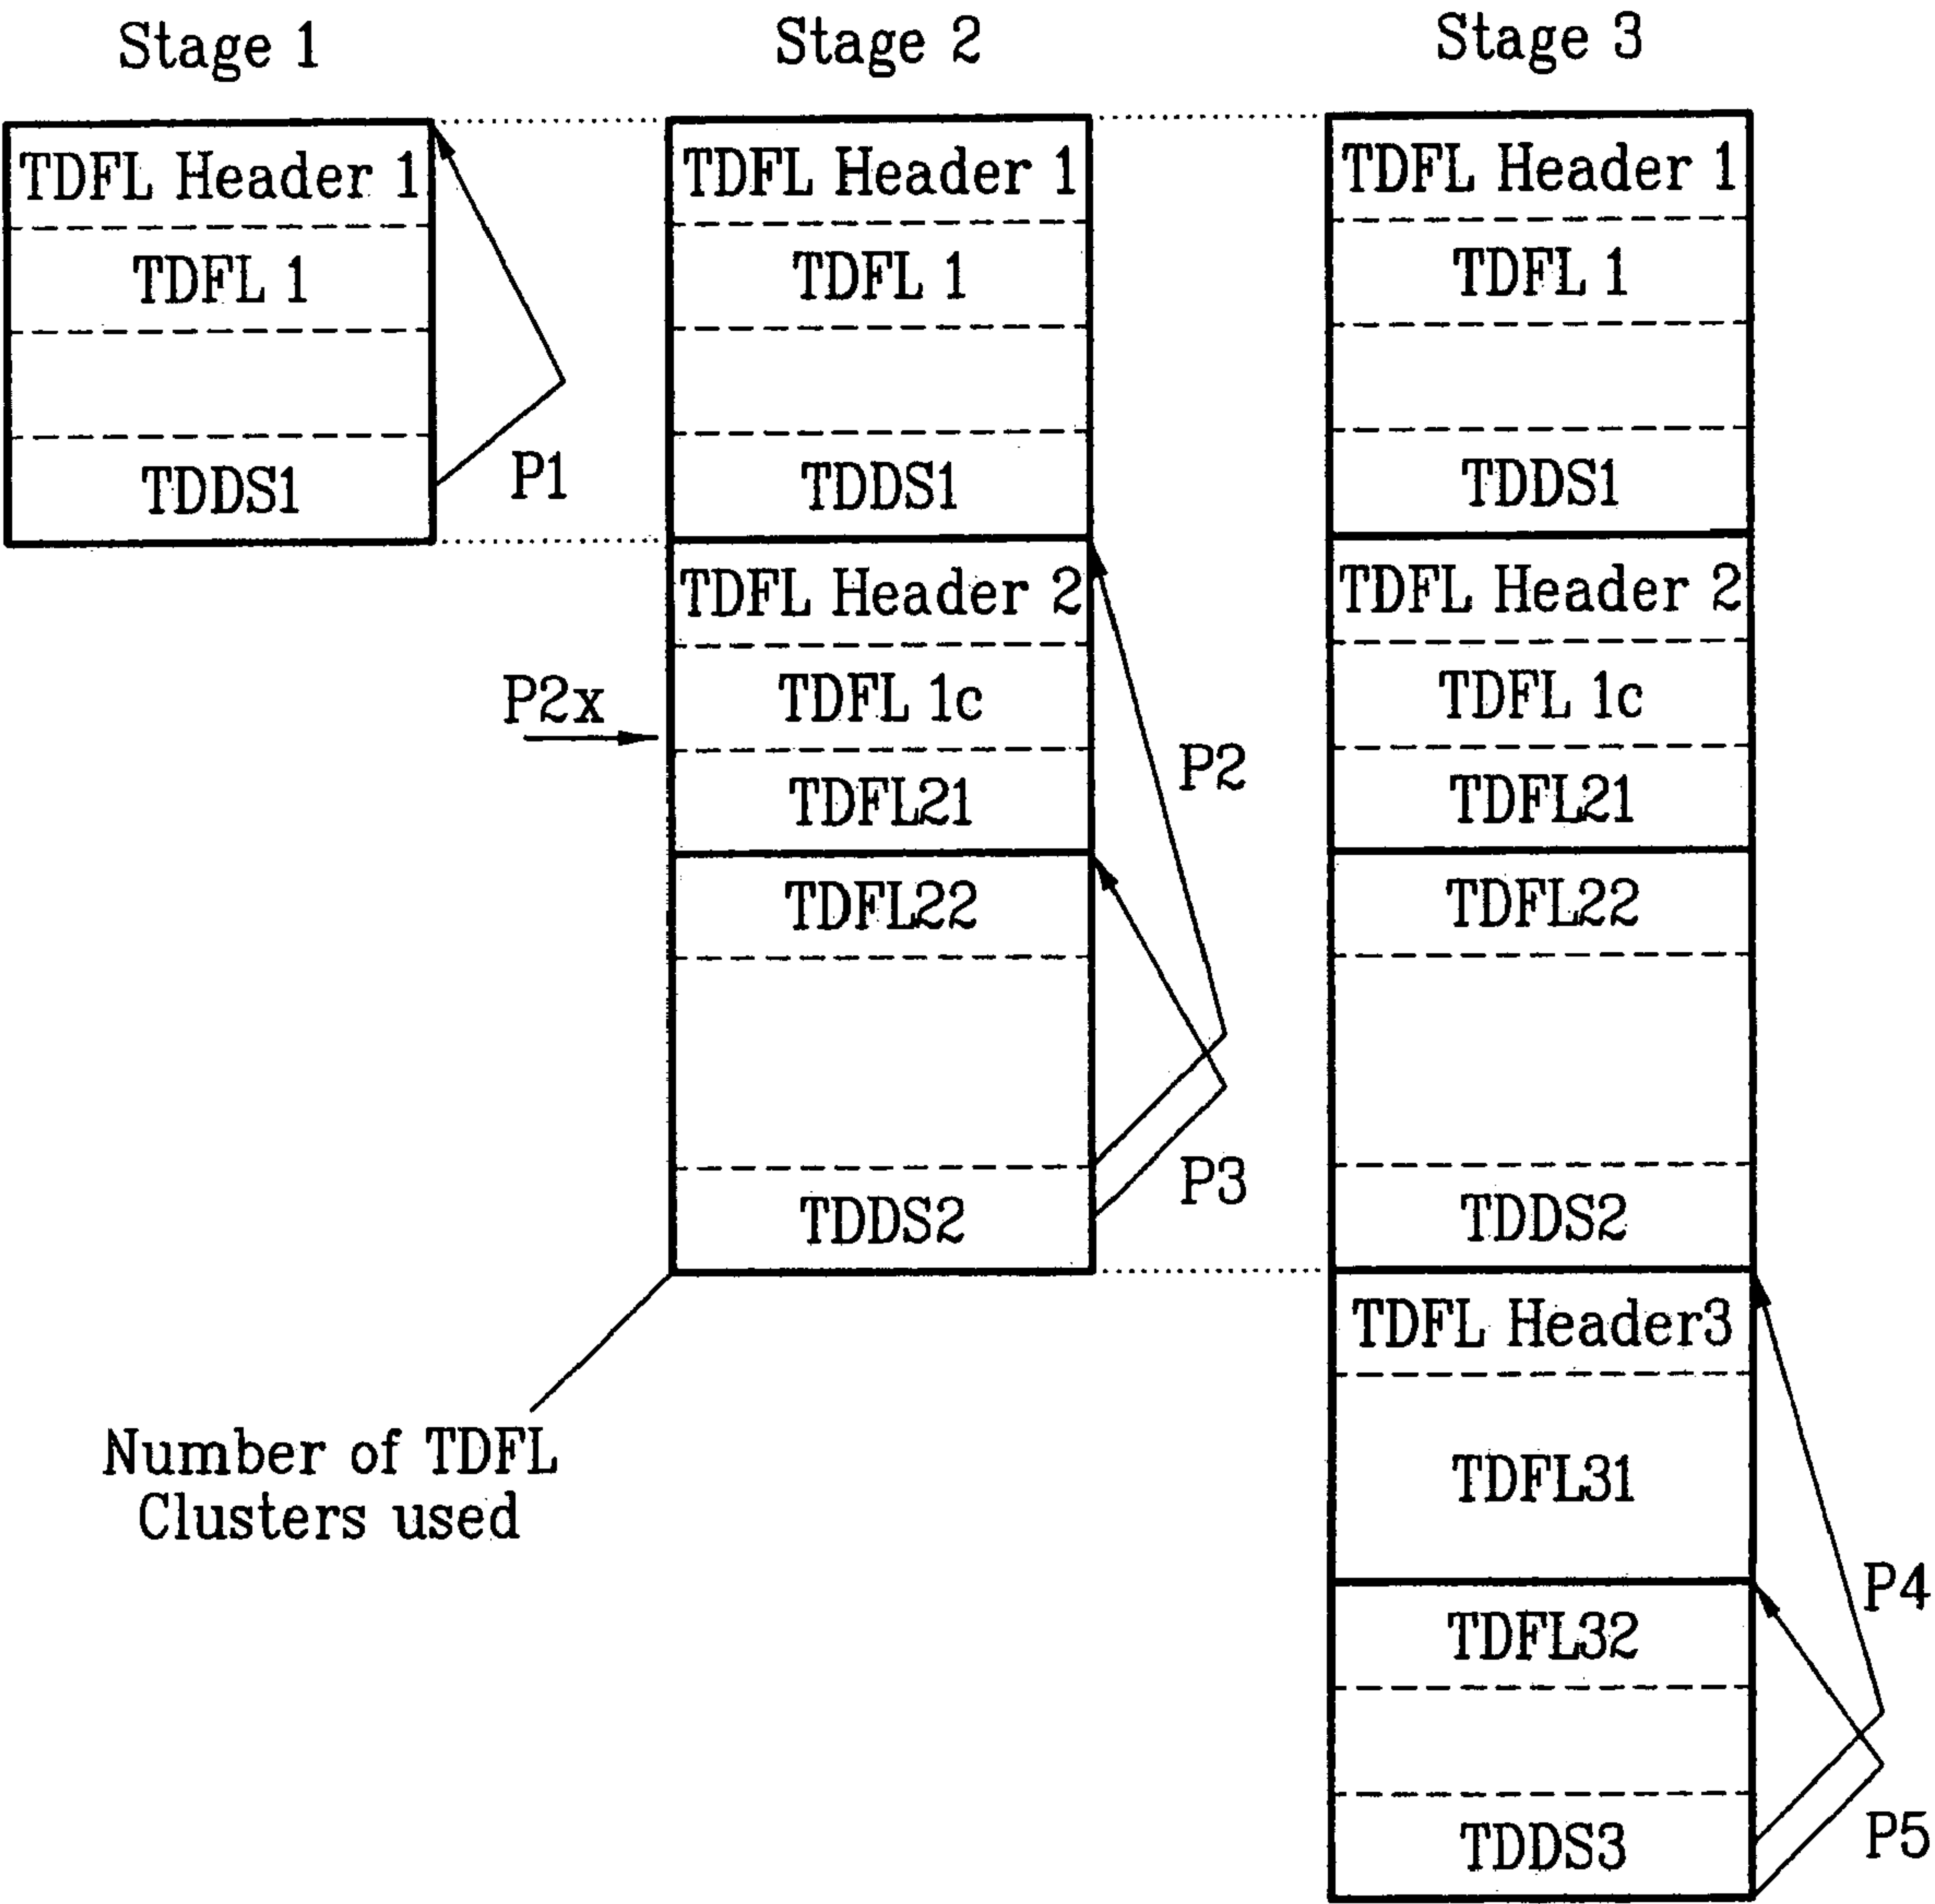 Stage 1
TDFL Header 1
TDFL 1
TDDS1
P1
Stage 2
TDFL Header 1
TDFL 1
TDDS1
TDFL Header 2
P2x
TDFL 1c
TDFL21
P2
TDFL22
P3
TDDS2
Number of TDFL
Clusters used
Stage 3
TDFL Header 1
TDFL 1
TDDS1
TDFL Header 2
TDFL 1c
TDFL21
TDFL22
TDDS2
TDFL Header3
TDFL31
P4
TDFL32
TDDS3
P5